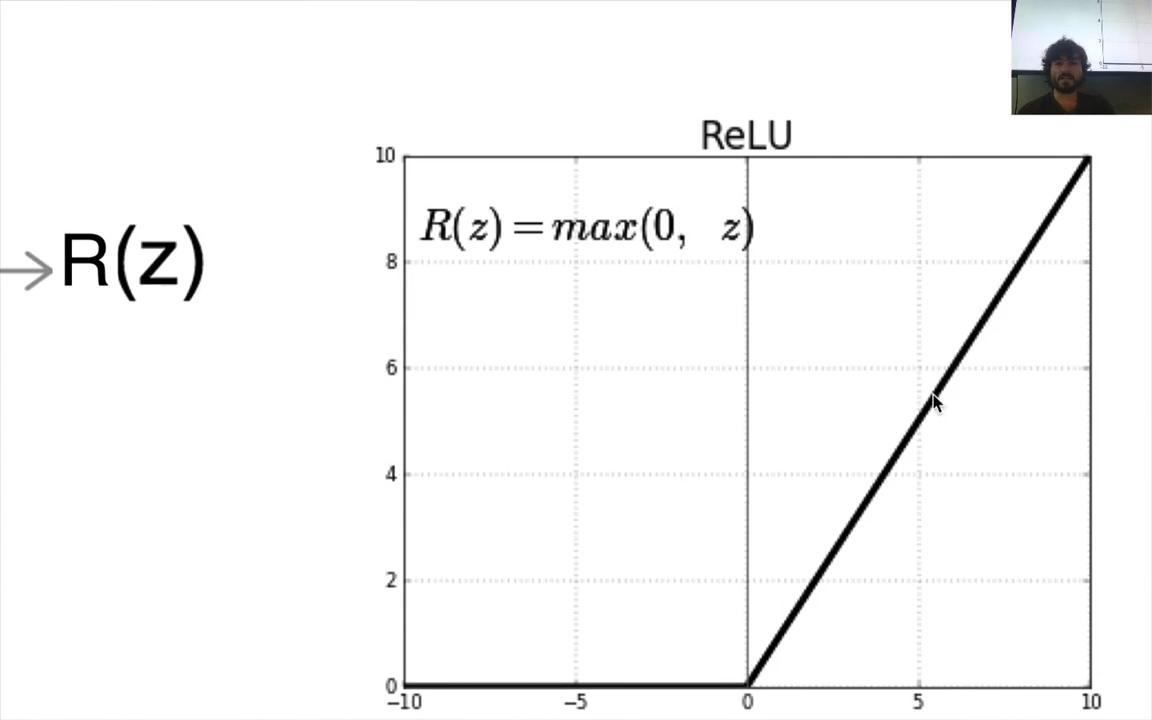 ReLU
R(z) = max(0, z)
R(z)
10
8
6
4
2
0
−10 −5 0 5 10